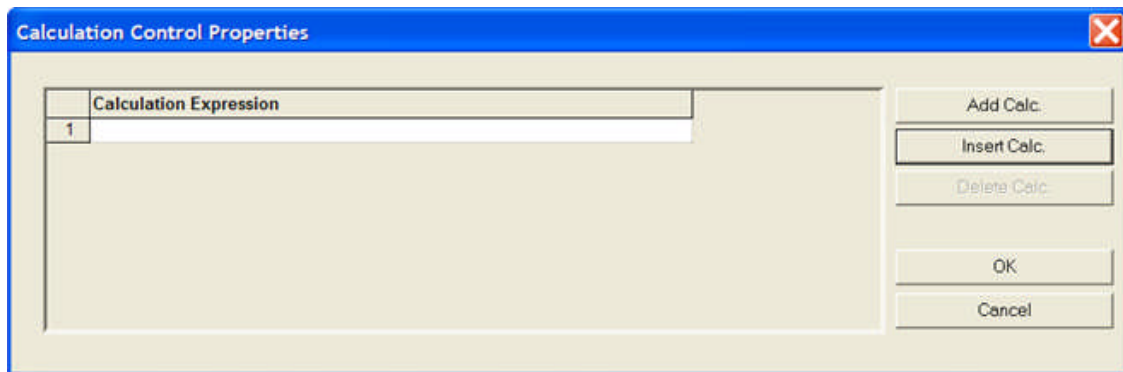 Calculation Control Properties
Calculation Expression
1
Add Calc.
Insert Calc.
Delete Calc.
OK
Cancel